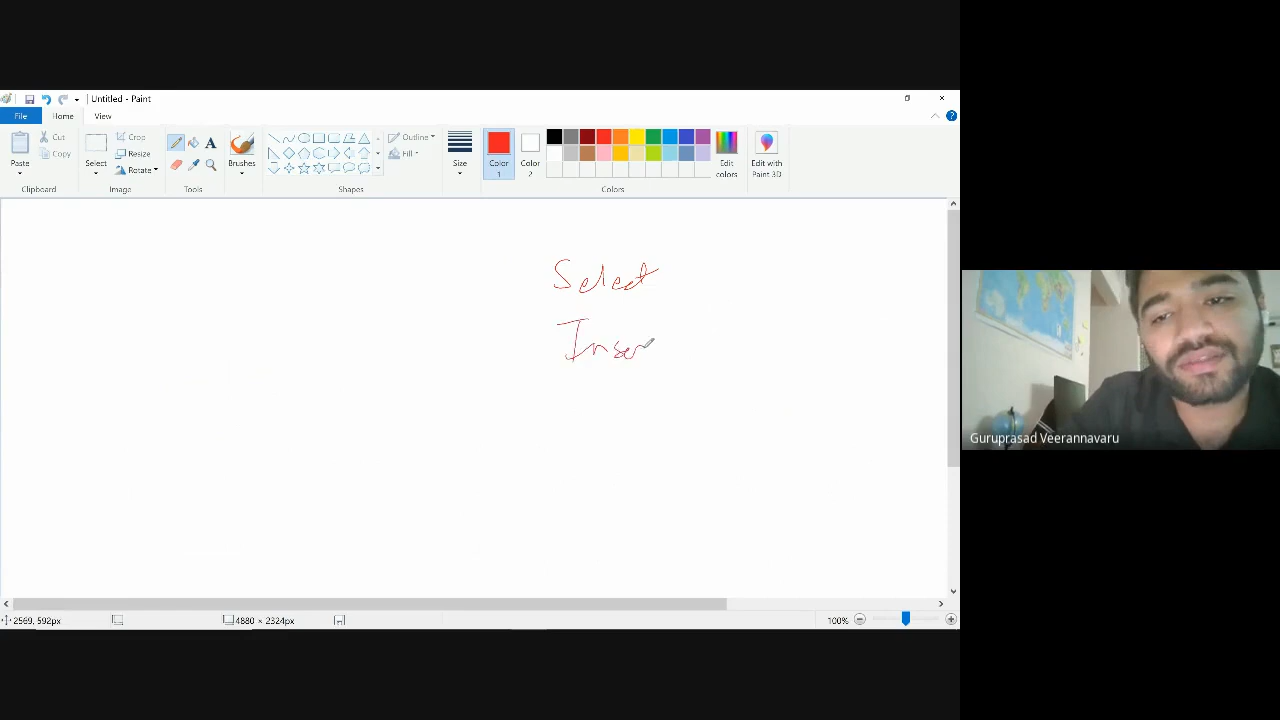 Untitled - Paint
File
Home
View
Paste
Cut
Copy
Clipboard
Select
Crop
Resize
Rotate
Image
Tools
Brushes
Shapes
Outline
Fill
Size
Color 1
Color 2
Colors
Edit colors
Edit with Paint 3D
Select
Inser
Guruprasad Veerannavaru
2569, 592px
4880 × 2324px
100%